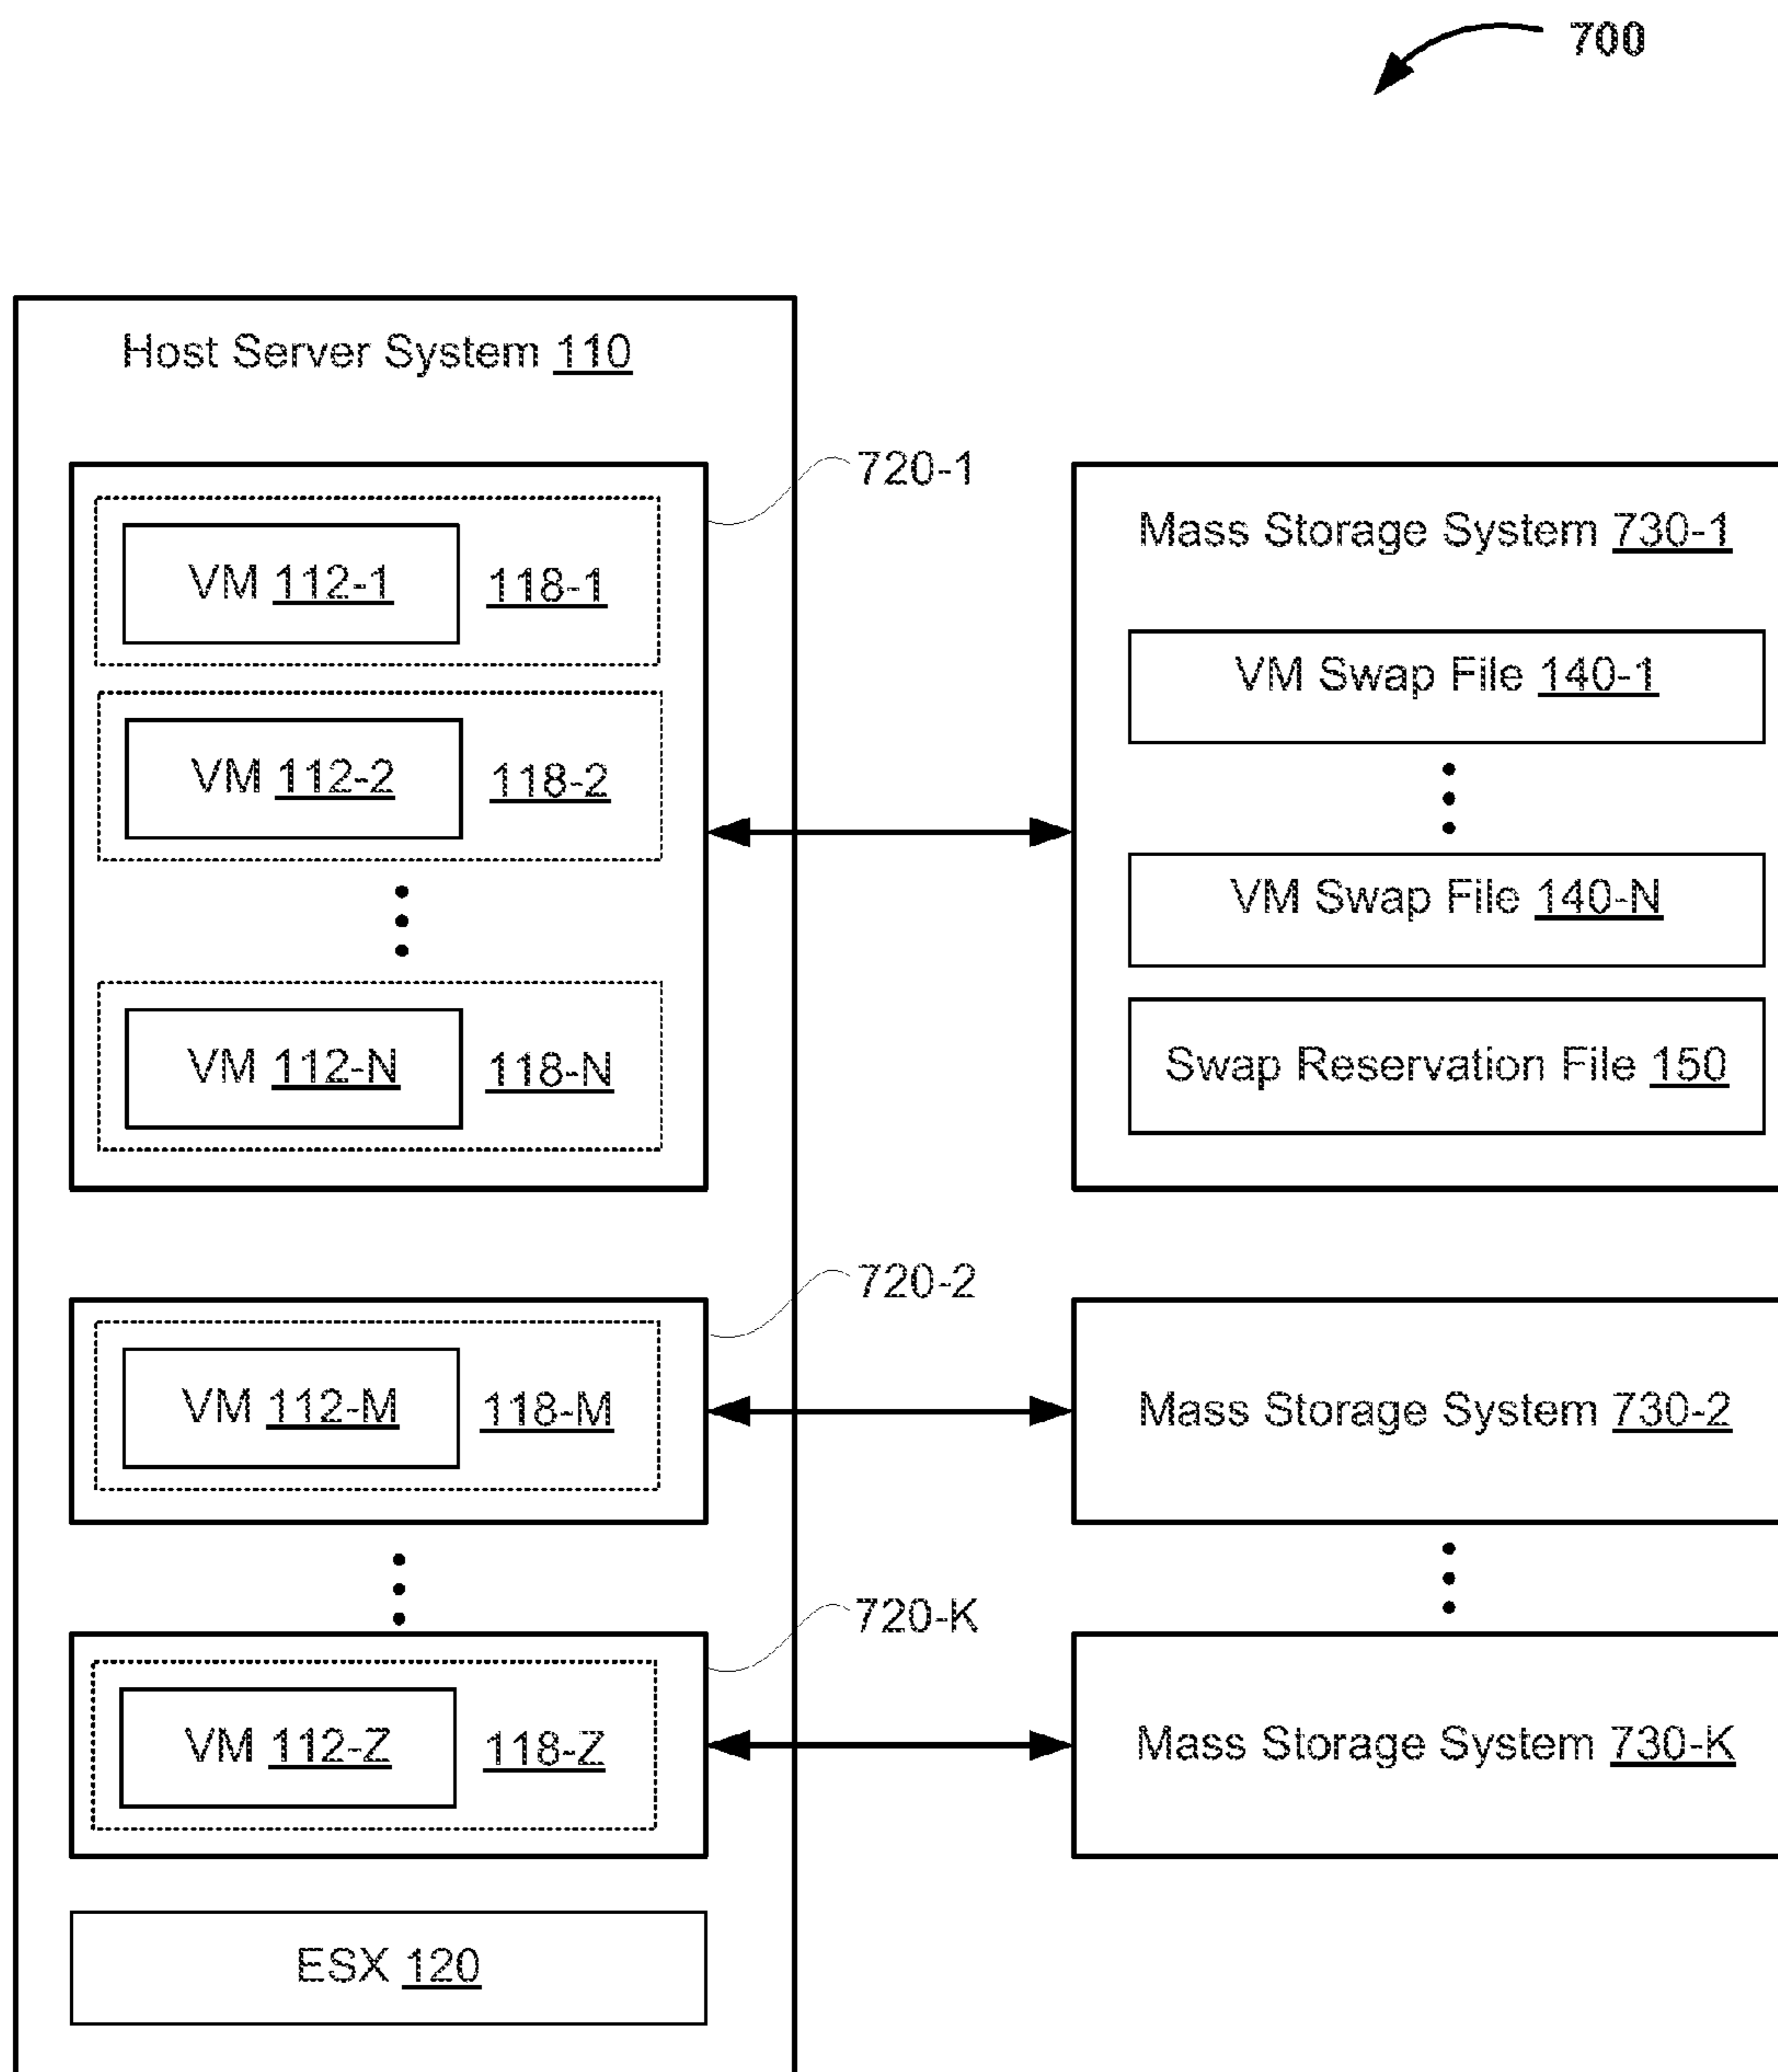 700
Host Server System 110
720-1
VM 112-1 118-1
VM 112-2 118-2
VM 112-N 118-N
Mass Storage System 730-1
VM Swap File 140-1
VM Swap File 140-N
Swap Reservation File 150
720-2
VM 112-M 118-M
Mass Storage System 730-2
720-K
VM 112-Z 118-Z
Mass Storage System 730-K
ESX 120